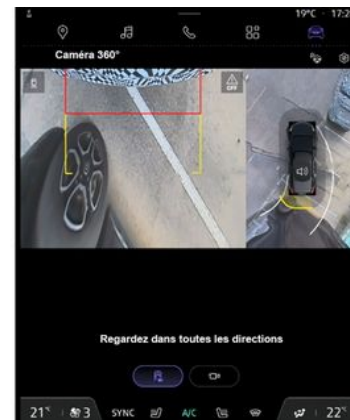 19°C · 17:2
Caméra 360°
OFF
Regardez dans toutes les directions
21° 3 SYNC A/C 22°